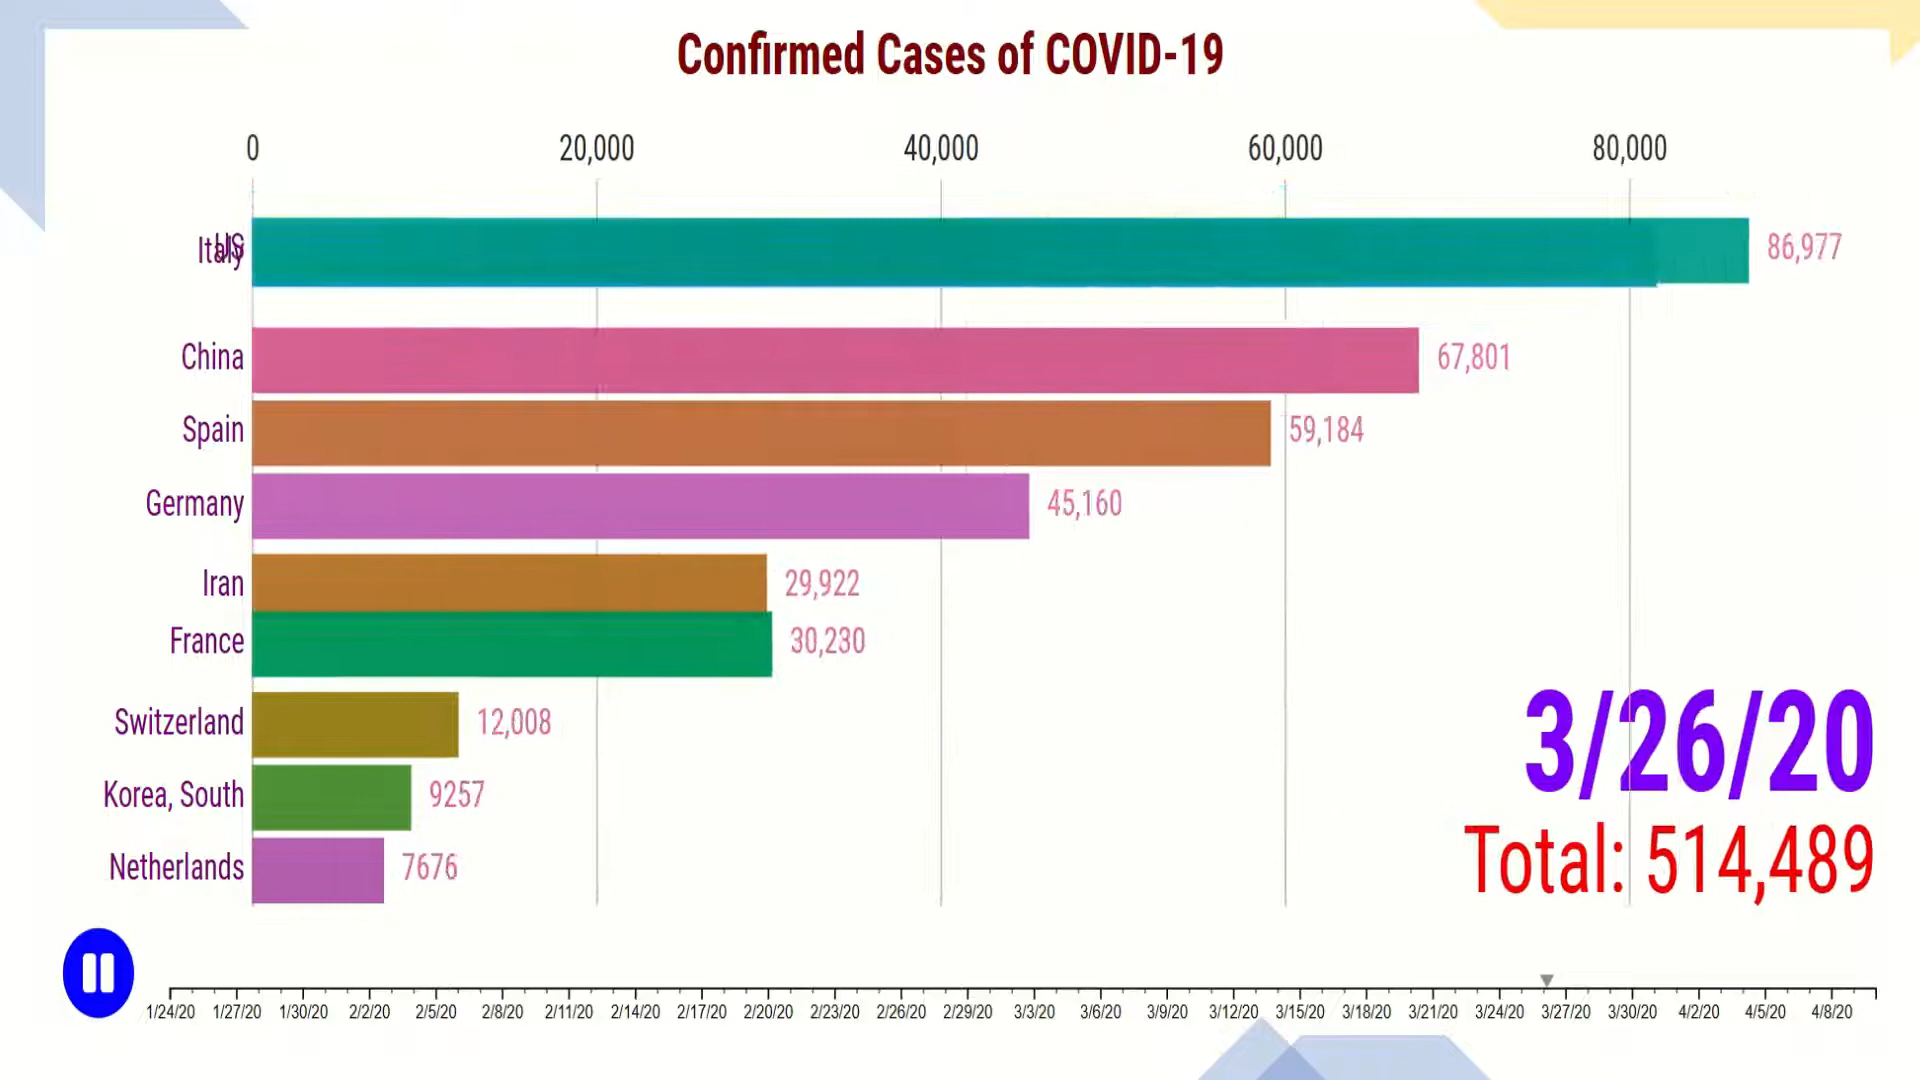 Confirmed Cases of COVID-19
0 20,000 40,000 60,000 80,000
US
Italy
86,977
China 67,801
Spain 59,184
Germany 45,160
Iran 29,922
France 30,230
Switzerland 12,008
Korea, South 9257
Netherlands 7676
3/26/20
Total: 514,489
1/24/20 1/27/20 1/30/20 2/2/20 2/5/20 2/8/20 2/11/20 2/14/20 2/17/20 2/20/20 2/23/20 2/26/20 2/29/20 3/3/20 3/6/20 3/9/20 3/12/20 3/15/20 3/18/20 3/21/20 3/24/20 3/27/20 3/30/20 4/2/20 4/5/20 4/8/20